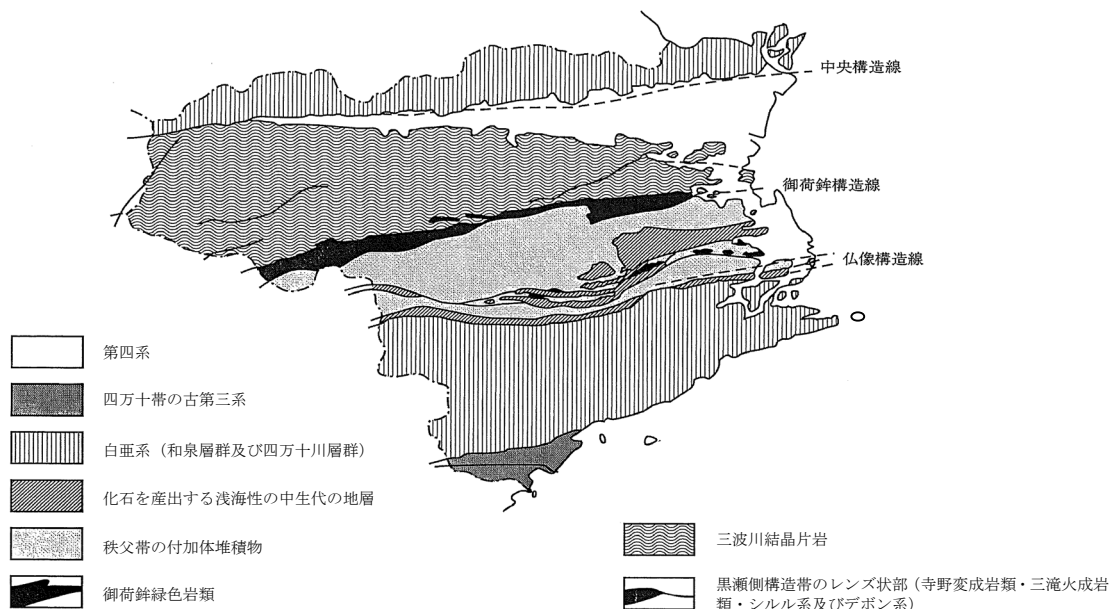 中央構造線
御荷鉾構造線
仏像構造線
第四系
四万十帯の古第三系
白亜系（和泉層群及び四万十川層群）
化石を産出する浅海性の中生代の地層
秩父帯の付加体堆積物
御荷鉾緑色岩類
三波川結晶片岩
黒瀬側構造帯のレンズ状部（寺野変成岩類・三滝火成岩
類・シルル系及びデボン系）